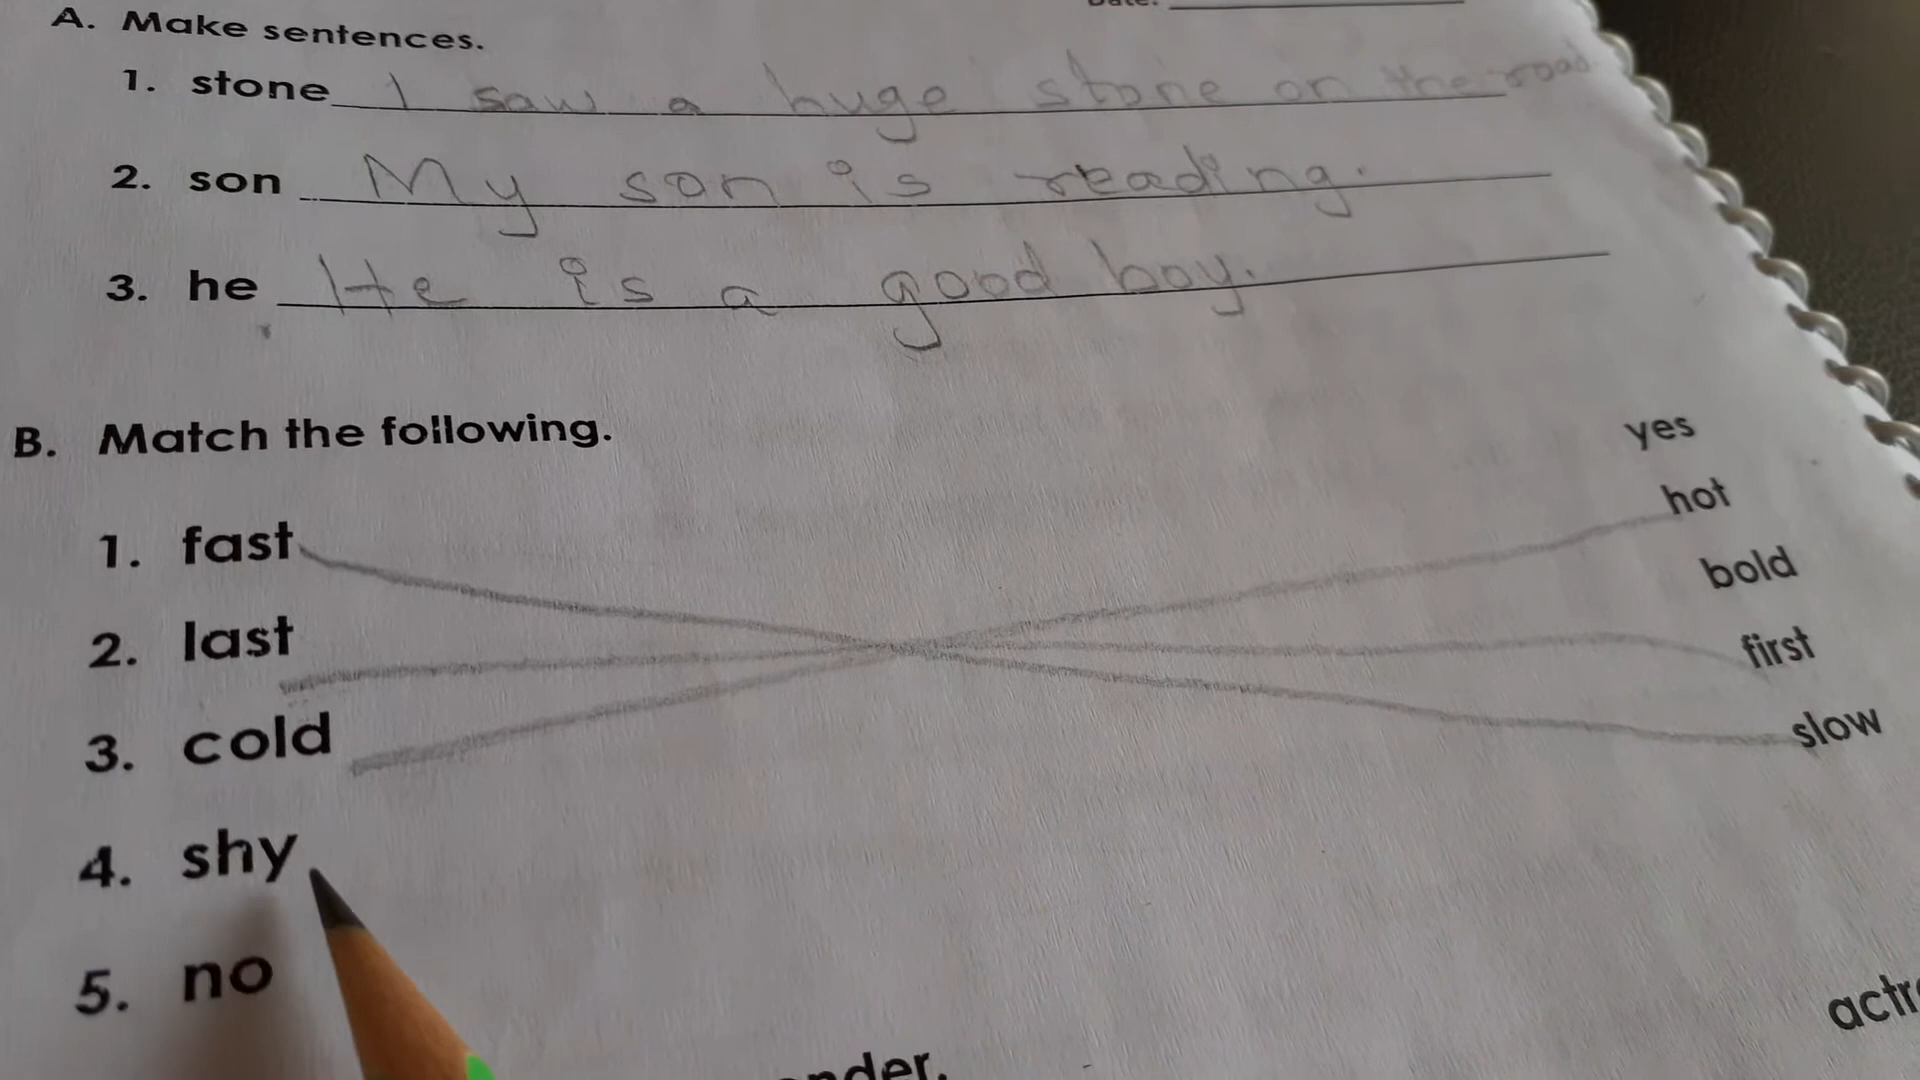 A. Make sentences.
1. stone I saw a huge stone on the road
2. son My son is reading.
3. he He is a good boy.
B. Match the following.
yes
hot
1. fast
bold
2. last
first
3. cold
slow
4. shy
5. no